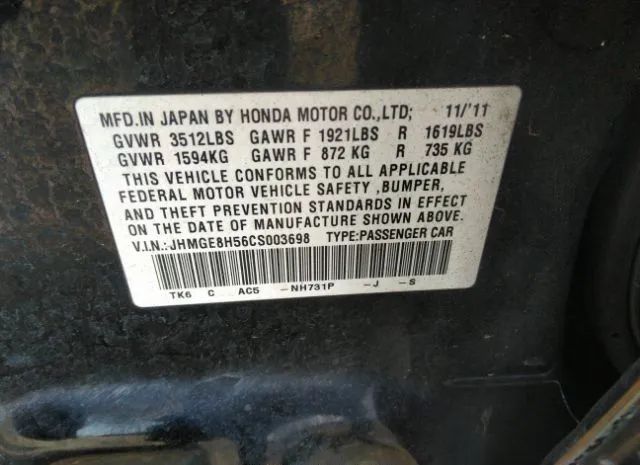 MFD.IN JAPAN BY HONDA MOTOR CO.,LTD; 11/'11
GVWR 3512LBS GAWR F 1921LBS R 1619LBS
GVWR 1594KG GAWR F 872 KG R 735 KG
THIS VEHICLE CONFORMS TO ALL APPLICABLE
FEDERAL MOTOR VEHICLE SAFETY ,BUMPER,
AND THEFT PREVENTION STANDARDS IN EFFECT
ON THE DATE OF MANUFACTURE SHOWN ABOVE.
V.I.N.:JHMGE8H56CS003698 TYPE:PASSENGER CAR
TK6 C AC5 -NH731P -J -S